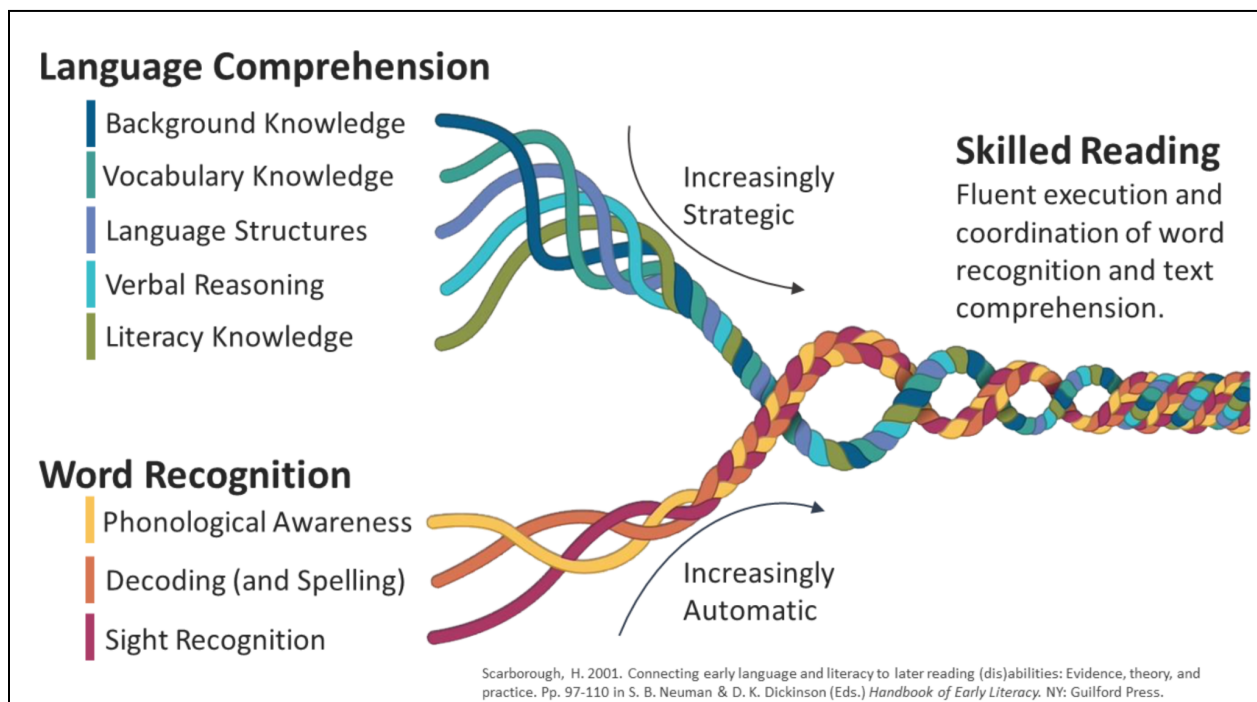 Language Comprehension
Background Knowledge
Vocabulary Knowledge
Language Structures
Verbal Reasoning
Literacy Knowledge
Increasingly
Strategic
Skilled Reading
Fluent execution and
coordination of word
recognition and text
comprehension.
Word Recognition
Phonological Awareness
Decoding (and Spelling)
Sight Recognition
Increasingly
Automatic
Scarborough, H. 2001. Connecting early language and literacy to later reading (dis)abilities: Evidence, theory, and
practice. Pp. 97-110 in S. B. Neuman & D. K. Dickinson (Eds.) Handbook of Early Literacy. NY: Guilford Press.